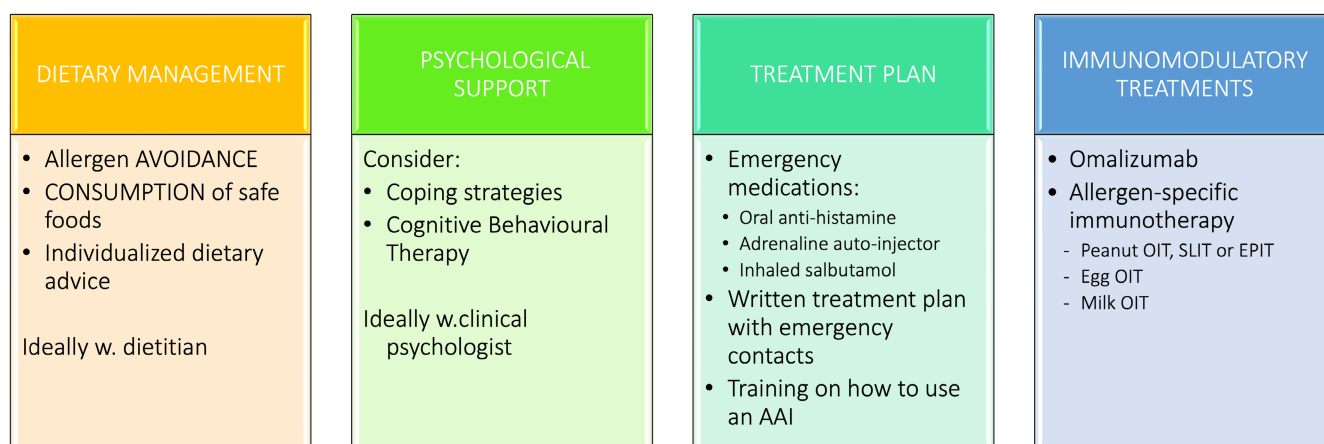 DIETARY MANAGEMENT
• Allergen AVOIDANCE
• CONSUMPTION of safe
foods
• Individualized dietary
advice
Ideally w. dietitian
PSYCHOLOGICAL
SUPPORT
Consider:
• Coping strategies
• Cognitive Behavioural
Therapy
Ideally w.clinical
psychologist
TREATMENT PLAN
• Emergency
medications:
• Oral anti-histamine
• Adrenaline auto-injector
• Inhaled salbutamol
• Written treatment plan
with emergency
contacts
• Training on how to use
an AAI
IMMUNOMODULATORY
TREATMENTS
• Omalizumab
• Allergen-specific
immunotherapy
- Peanut OIT, SLIT or EPIT
- Egg OIT
- Milk OIT